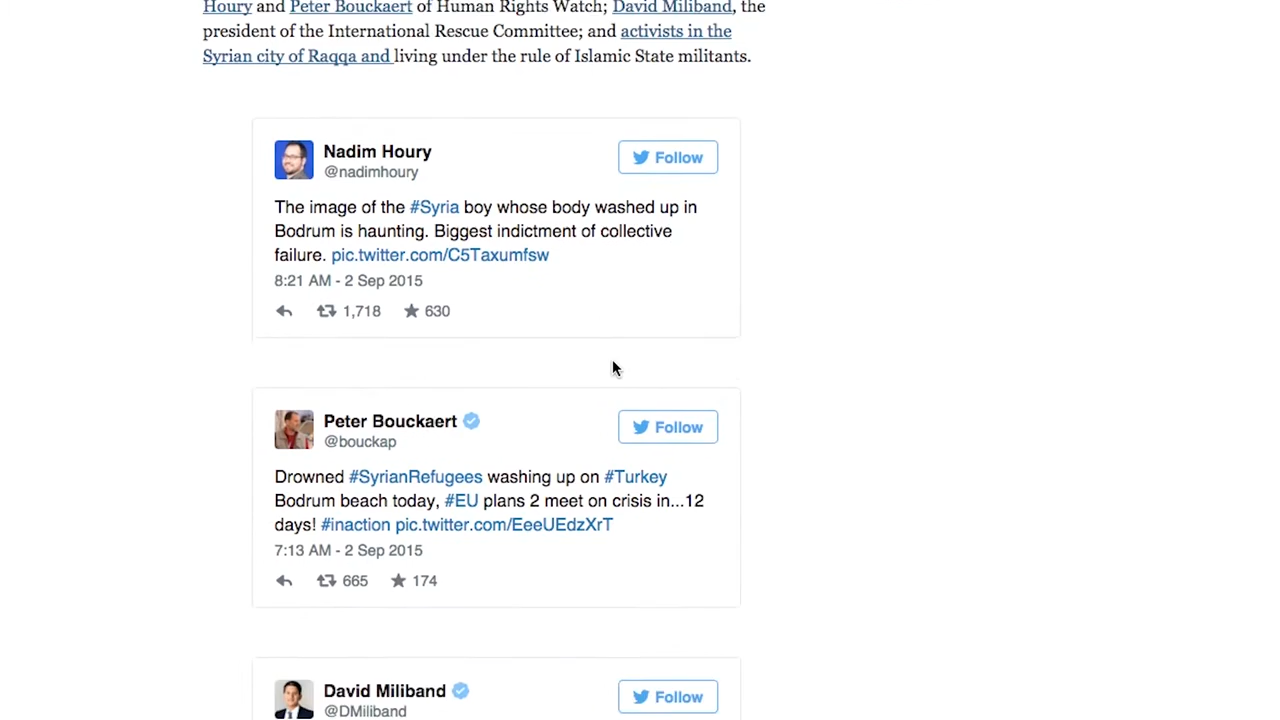 Houry and Peter Bouckaert of Human Rights Watch; David Miliband, the
president of the International Rescue Committee; and activists in the
Syrian city of Raqqa and living under the rule of Islamic State militants.
Nadim Houry
@nadimhoury
Follow
The image of the #Syria boy whose body washed up in
Bodrum is haunting. Biggest indictment of collective
failure. pic.twitter.com/C5Taxumfsw
8:21 AM - 2 Sep 2015
1,718 630
Peter Bouckaert
@bouckap
Follow
Drowned #SyrianRefugees washing up on #Turkey
Bodrum beach today, #EU plans 2 meet on crisis in...12
days! #inaction pic.twitter.com/EeeUEdzXrT
7:13 AM - 2 Sep 2015
665 174
David Miliband
@DMiliband
Follow